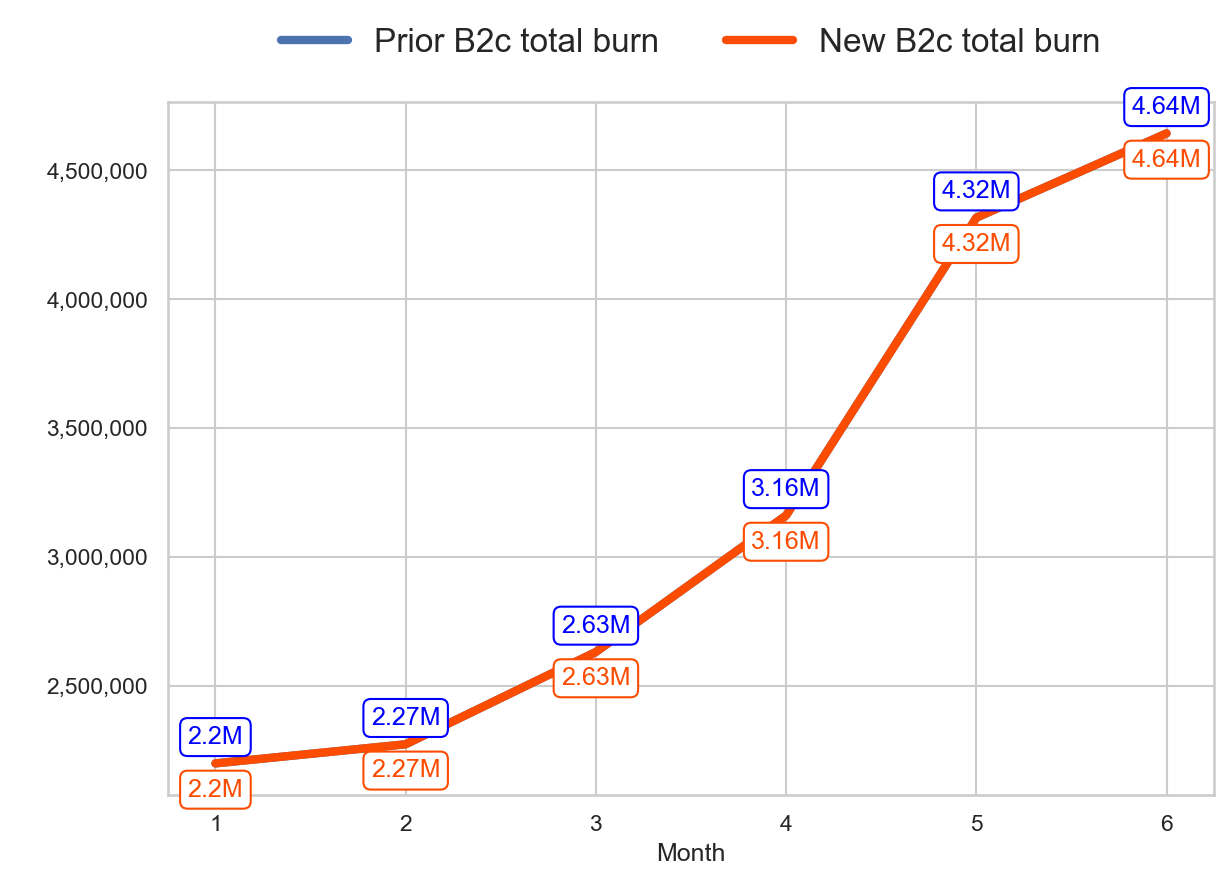 Prior B2c total burn New B2c total burn
4.64M
4,500,000
4.64M
4.32M
4.32M
4,000,000
3,500,000
3.16M
3.16M
3,000,000
2.63M
2.63M
2,500,000
2.27M
2.2M
2.27M
2.2M
1 2 3 4 5 6
Month